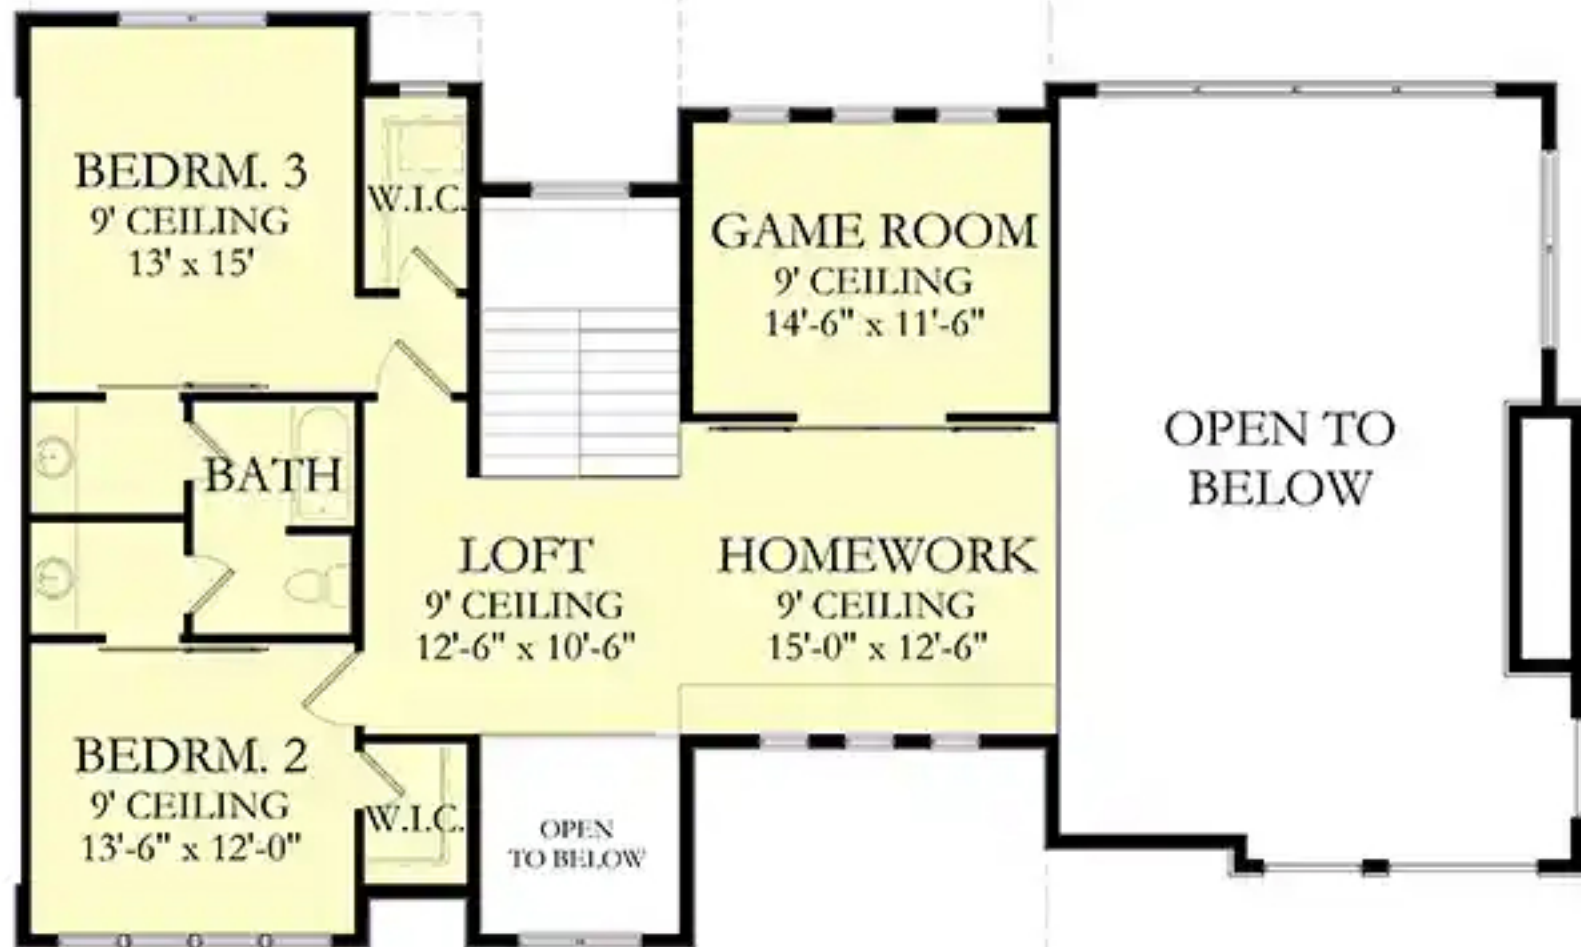 BEDRM. 3
9' CEILING
13' x 15'
W.I.C.
GAME ROOM
9' CEILING
14'-6" x 11'-6"
OPEN TO
BELOW
BATH
LOFT
9' CEILING
12'-6" x 10'-6"
HOMEWORK
9' CEILING
15'-0" x 12'-6"
BEDRM. 2
9' CEILING
13'-6" x 12'-0"
W.I.C.
OPEN
TO BELOW